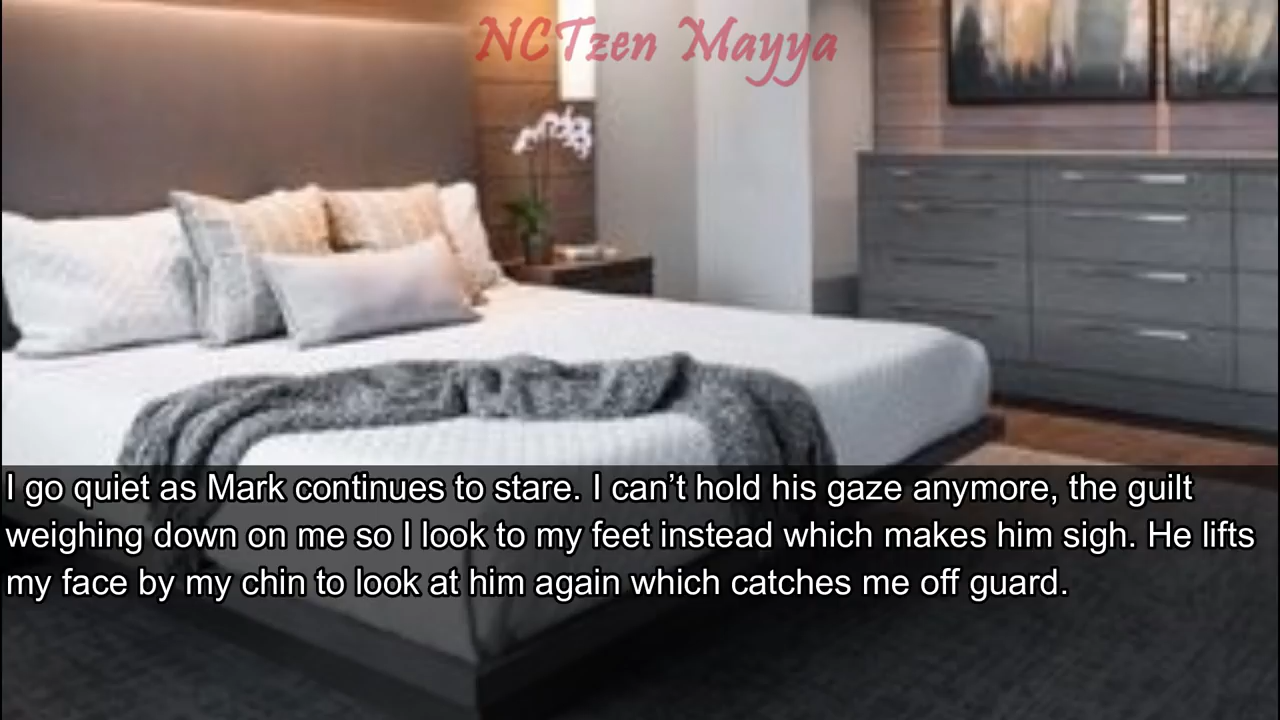 NCTzen Mayya
I go quiet as Mark continues to stare. I can’t hold his gaze anymore, the guilt
weighing down on me so I look to my feet instead which makes him sigh. He lifts
my face by my chin to look at him again which catches me off guard.